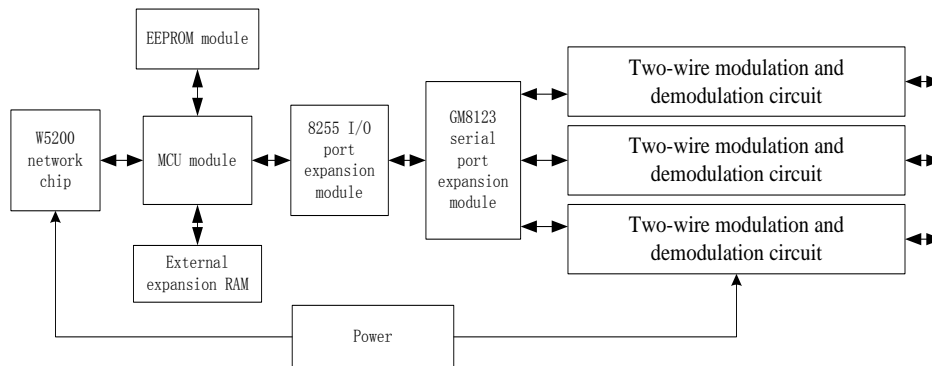 EEPROM module
W5200
network
chip
MCU module
8255 I/O
port
expansion
module
GM8123
serial
port
expansion
module
Two-wire modulation and
demodulation circuit
Two-wire modulation and
demodulation circuit
Two-wire modulation and
demodulation circuit
External
expansion RAM
Power